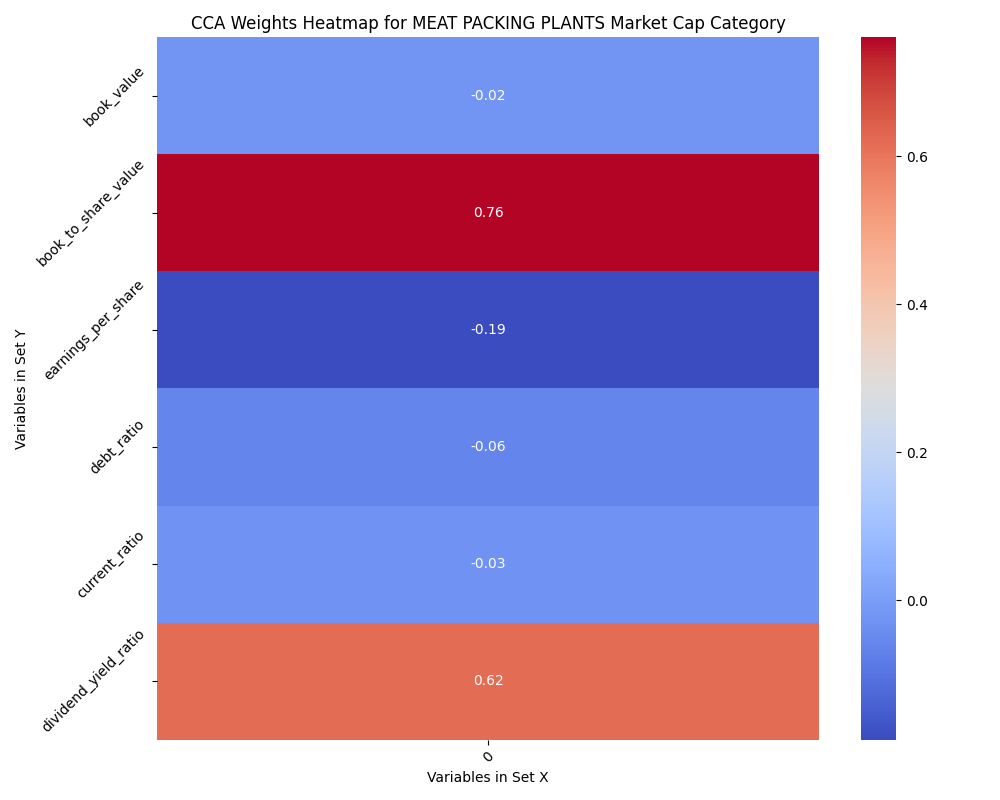 CCA Weights Heatmap for MEAT PACKING PLANTS Market Cap Category
Variables in Set Y
book_value
-0.02
book_to_share_value
0.76
earnings_per_share
-0.19
debt_ratio
-0.06
current_ratio
-0.03
dividend_yield_ratio
0.62
0
Variables in Set X
0.6
0.4
0.2
0.0